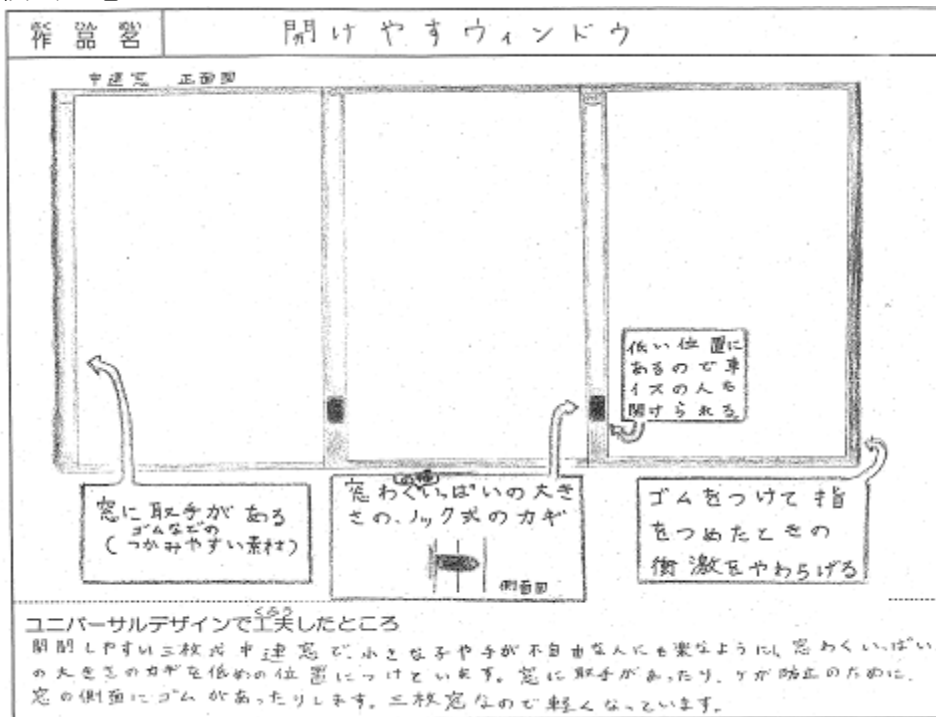 作品名
開けやすウィンドウ
中連窓 正面図
低い位置に
あるので車
イスの人も
開けられる。
窓に取手がある
ゴムなどの
(つかみやすい素材)
の幅
窓わくいっぱいの大き
さの、ノック式のカギ
側面図
ゴムをつけて指
をつめたときの
衝激をやわらげる
くふう
ユニバーサルデザインで工夫したところ
開閉しやすい三枚式中連窓で、小さな子や手が不自由な人にも楽なように、窓わくいっぱい
の大きさのカギを低めの位置につけています。窓に取手があったり、ケガ防止のために、
窓の側面にゴムがあったりします。三枚窓なので軽くなっています。